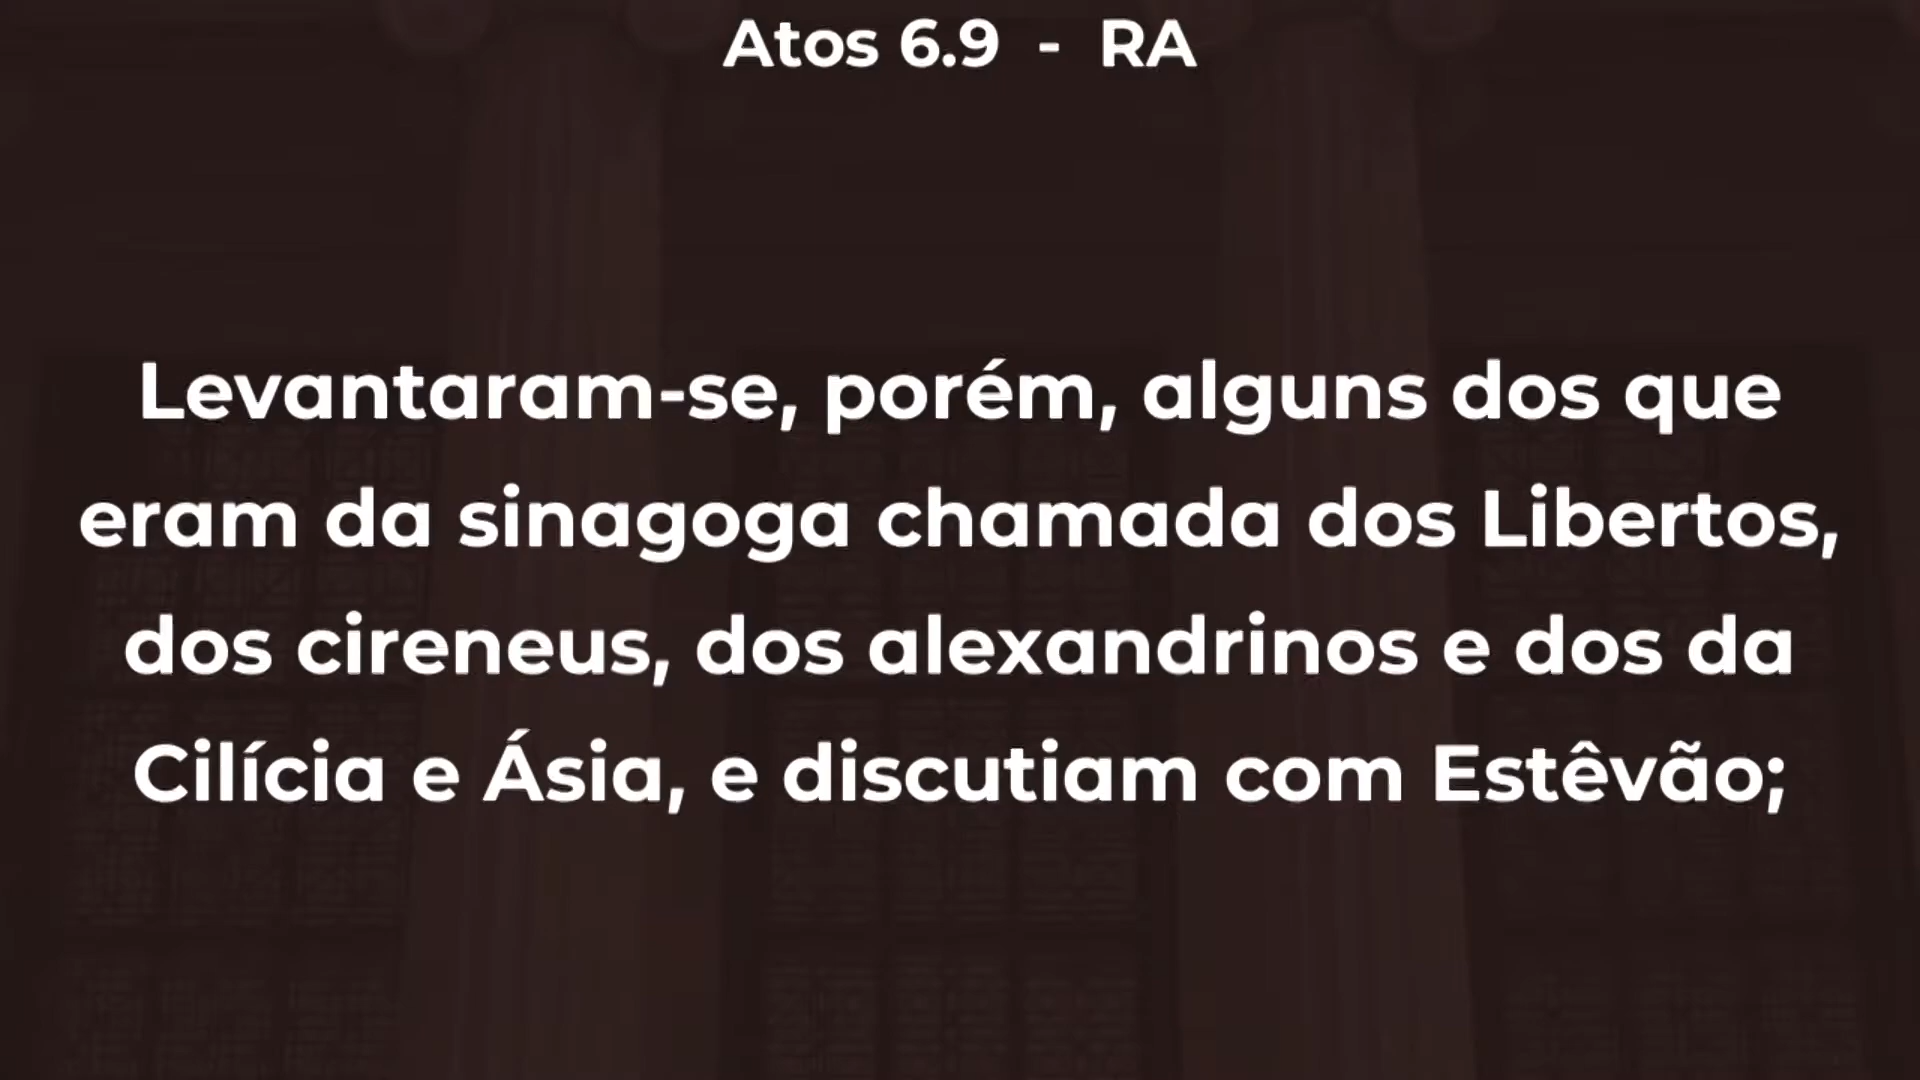 Atos 6.9 - RA
Levantaram-se, porém, alguns dos que
eram da sinagoga chamada dos Libertos,
dos cireneus, dos alexandrinos e dos da
Cilícia e Ásia, e discutiam com Estêvão;